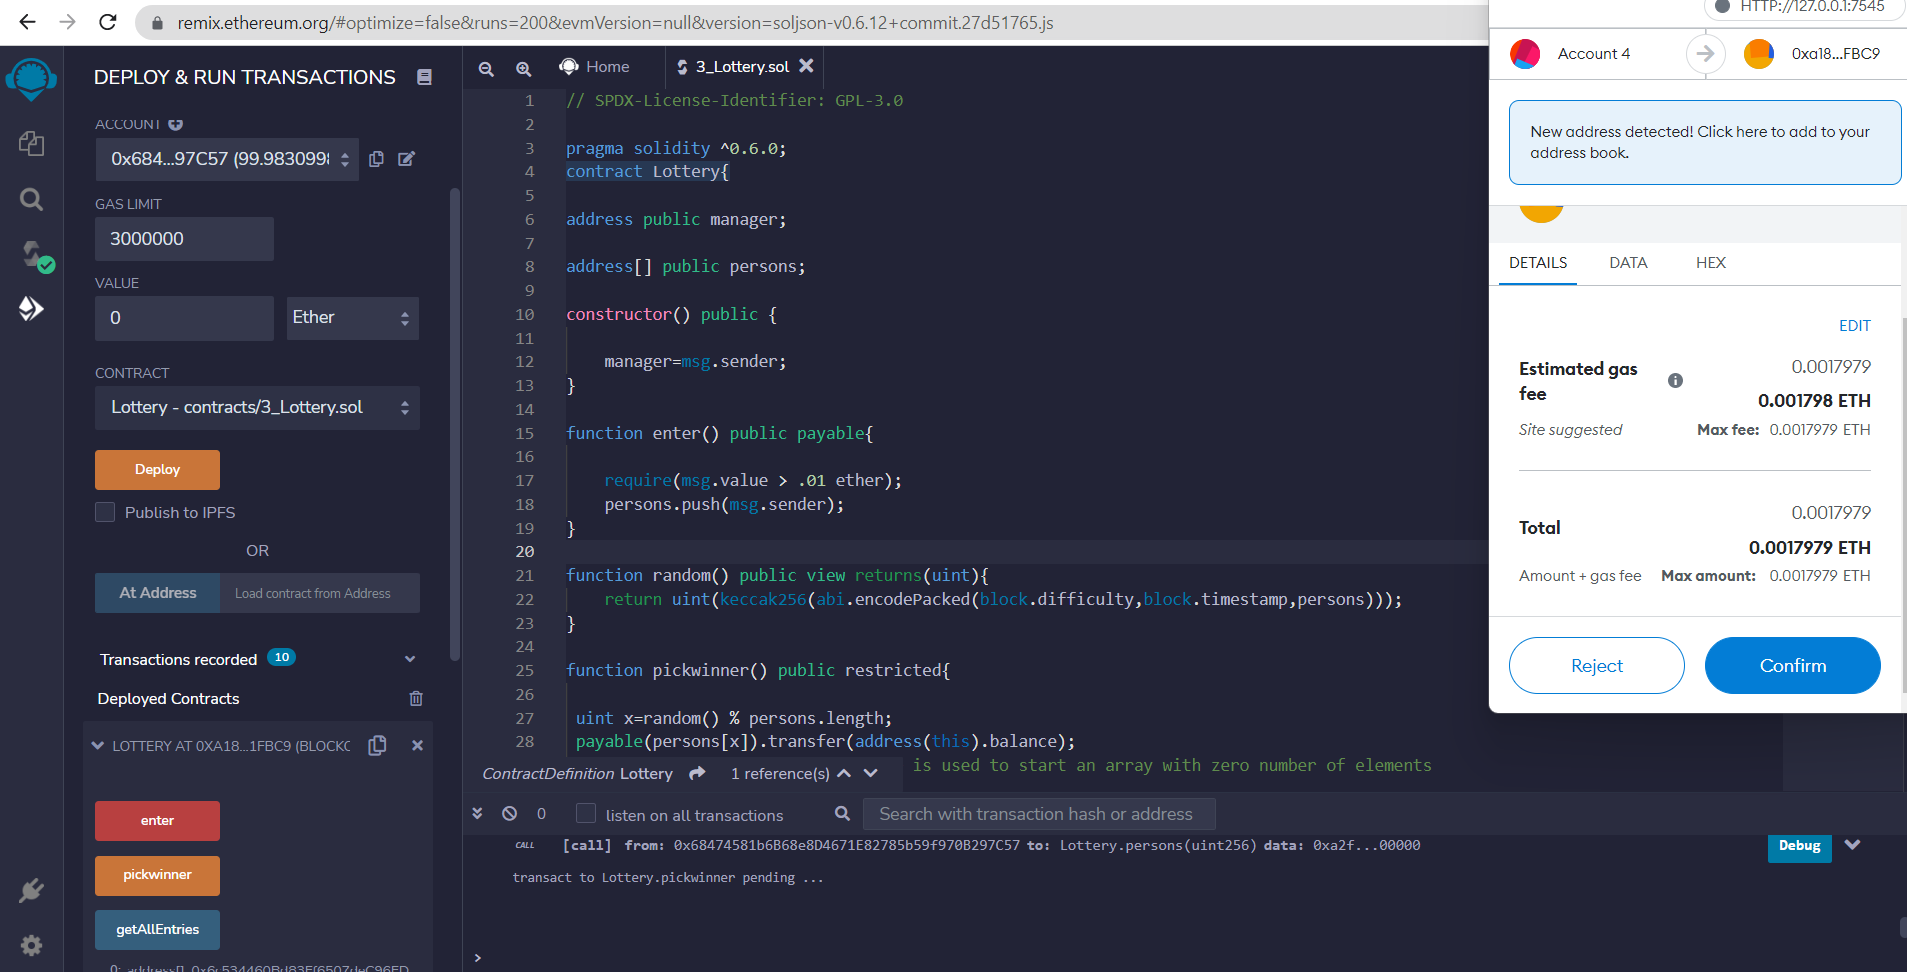 remix.ethereum.org/#optimize=false&runs=200&evmVersion=null&version=soljson-v0.6.12+commit.27d51765.js
DEPLOY & RUN TRANSACTIONS
ACCOUNT
0x684...97C57 (99.9830998
GAS LIMIT
3000000
VALUE
0
Ether
CONTRACT
Lottery - contracts/3_Lottery.sol
Deploy
Publish to IPFS
OR
At Address
Load contract from Address
Transactions recorded 10
Deployed Contracts
LOTTERY AT 0XA18...1FBC9 (BLOCKC
enter
pickwinner
getAllEntries
Home
3_Lottery.sol
1 // SPDX-License-Identifier: GPL-3.0
2
3 pragma solidity ^0.6.0;
4 contract Lottery{
5
6 address public manager;
7
8 address[] public persons;
9
10 constructor() public {
11
12 manager=msg.sender;
13 }
14
15 function enter() public payable{
16
17 require(msg.value > .01 ether);
18 persons.push(msg.sender);
19 }
20
21 function random() public view returns(uint){
22 return uint(keccak256(abi.encodePacked(block.difficulty,block.timestamp,persons)));
23 }
24
25 function pickwinner() public restricted{
26
27 uint x=random() % persons.length;
28 payable(persons[x]).transfer(address(this).balance);
ContractDefinition Lottery 1 reference(s)
is used to start an array with zero number of elements
0
listen on all transactions
Search with transaction hash or address
CALL [call] from: 0x68474581b6B68e8D4671E82785b59f970B297C57 to: Lottery.persons(uint256) data: 0xa2f...00000
Debug
transact to Lottery.pickwinner pending ...
>
HTTP://127.0.0.1:7545
Account 4
0xa18...FBC9
New address detected! Click here to add to your
address book.
DETAILS
DATA
HEX
EDIT
Estimated gas
fee
0.0017979
0.001798 ETH
Site suggested
Max fee: 0.0017979 ETH
0.0017979
Total
0.0017979 ETH
Amount + gas fee
Max amount: 0.0017979 ETH
Reject
Confirm